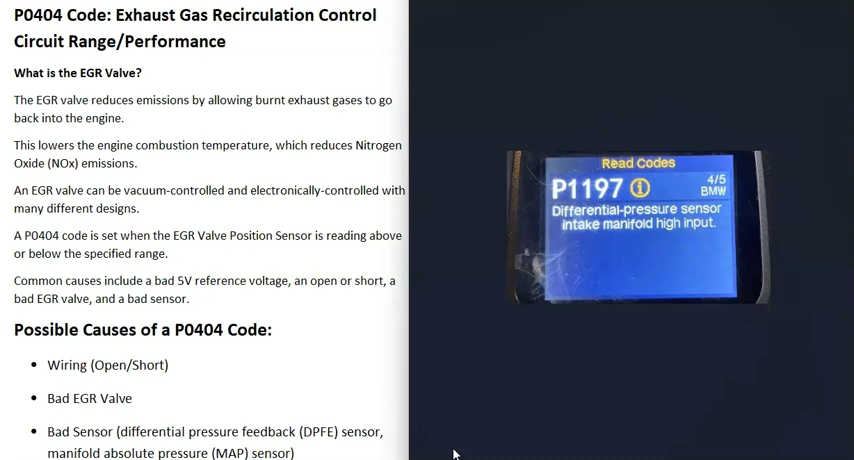 P0404 Code: Exhaust Gas Recirculation Control
Circuit Range/Performance
What is the EGR Valve?
The EGR valve reduces emissions by allowing burnt exhaust gases to go
back into the engine.
This lowers the engine combustion temperature, which reduces Nitrogen
Oxide (NOx) emissions.
An EGR valve can be vacuum-controlled and electronically-controlled with
many different designs.
A P0404 code is set when the EGR Valve Position Sensor is reading above
or below the specified range.
Common causes include a bad 5V reference voltage, an open or short, a
bad EGR valve, and a bad sensor.
Possible Causes of a P0404 Code:
• Wiring (Open/Short)
• Bad EGR Valve
• Bad Sensor (differential pressure feedback (DPFE) sensor,
manifold absolute pressure (MAP) sensor)
Read Codes
P1197 i 4/5
BMW
Differential-pressure sensor
intake manifold high input.